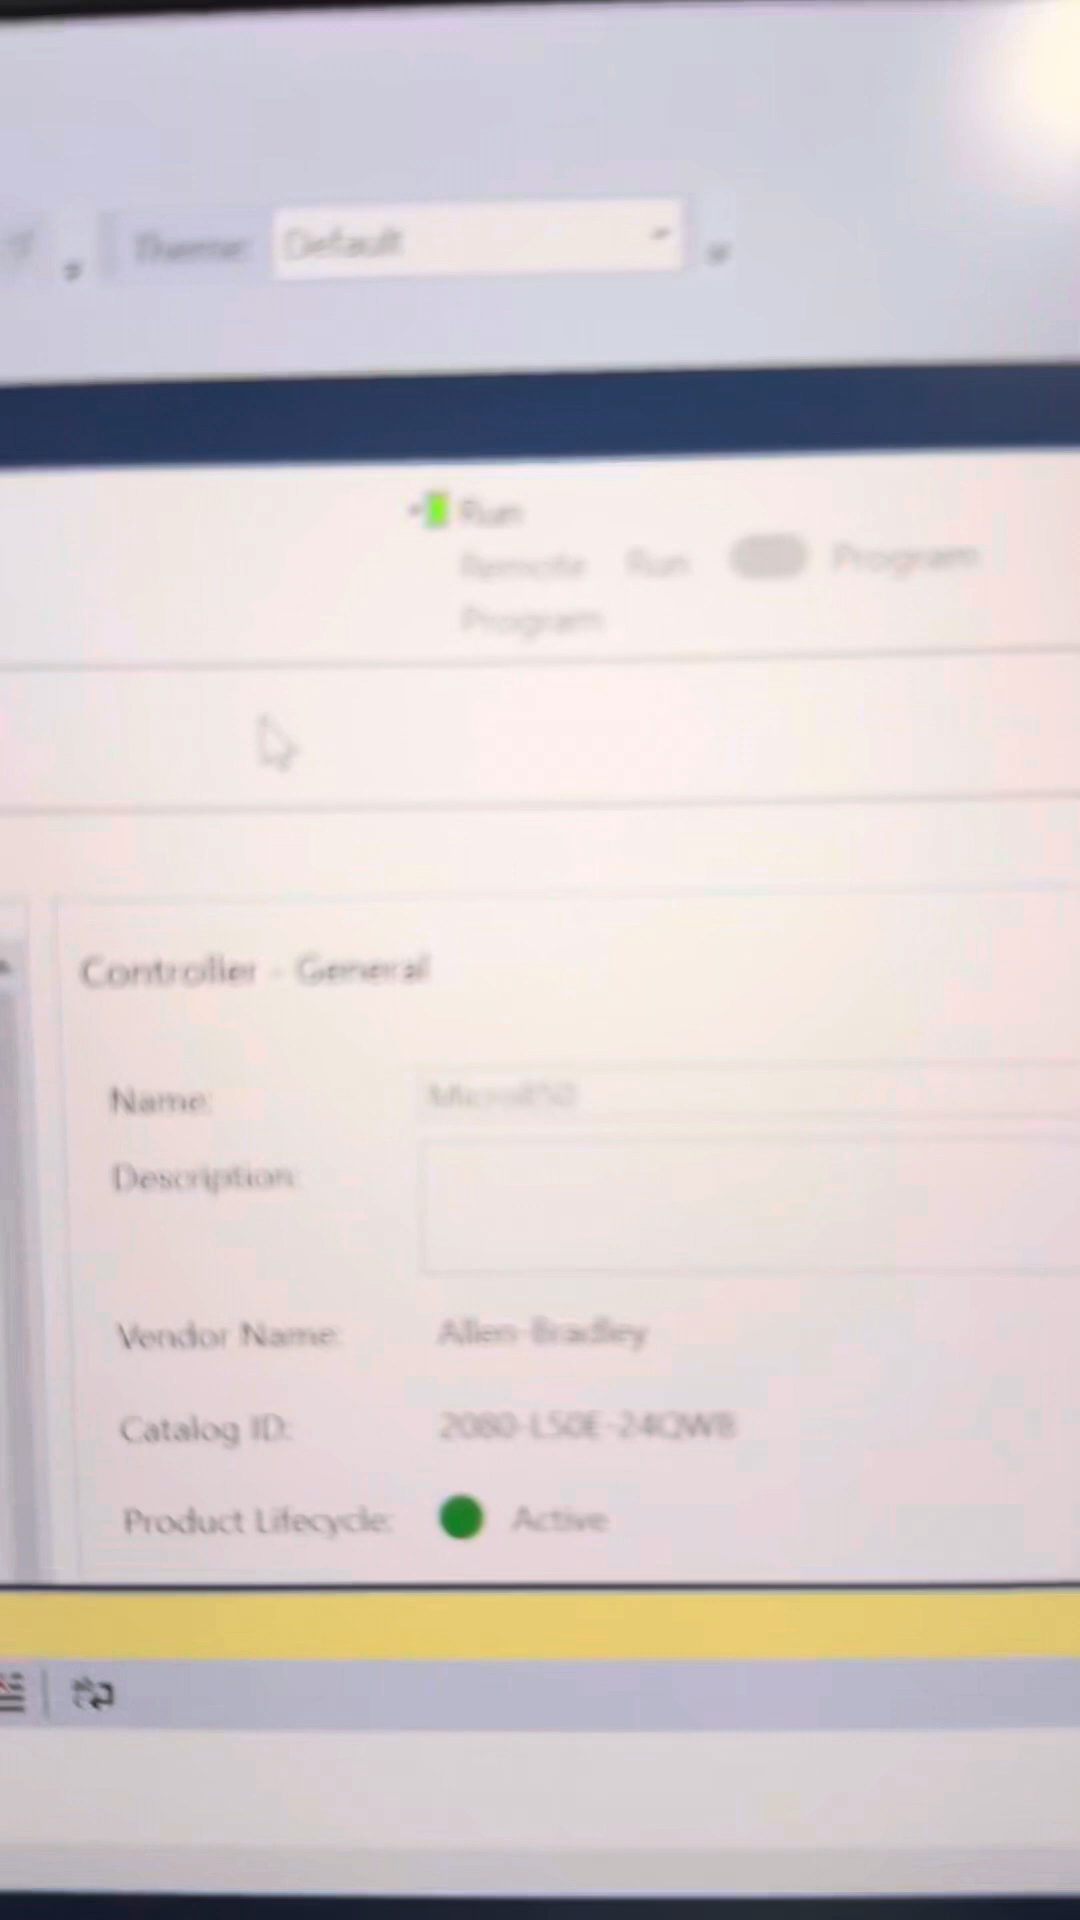 Theme: Default
Run
Remote Run Program
Program
Controller - General
Name: Micro850
Description:
Vendor Name: Allen-Bradley
Catalog ID: 2080-L50E-24QWB
Product Lifecycle: Active